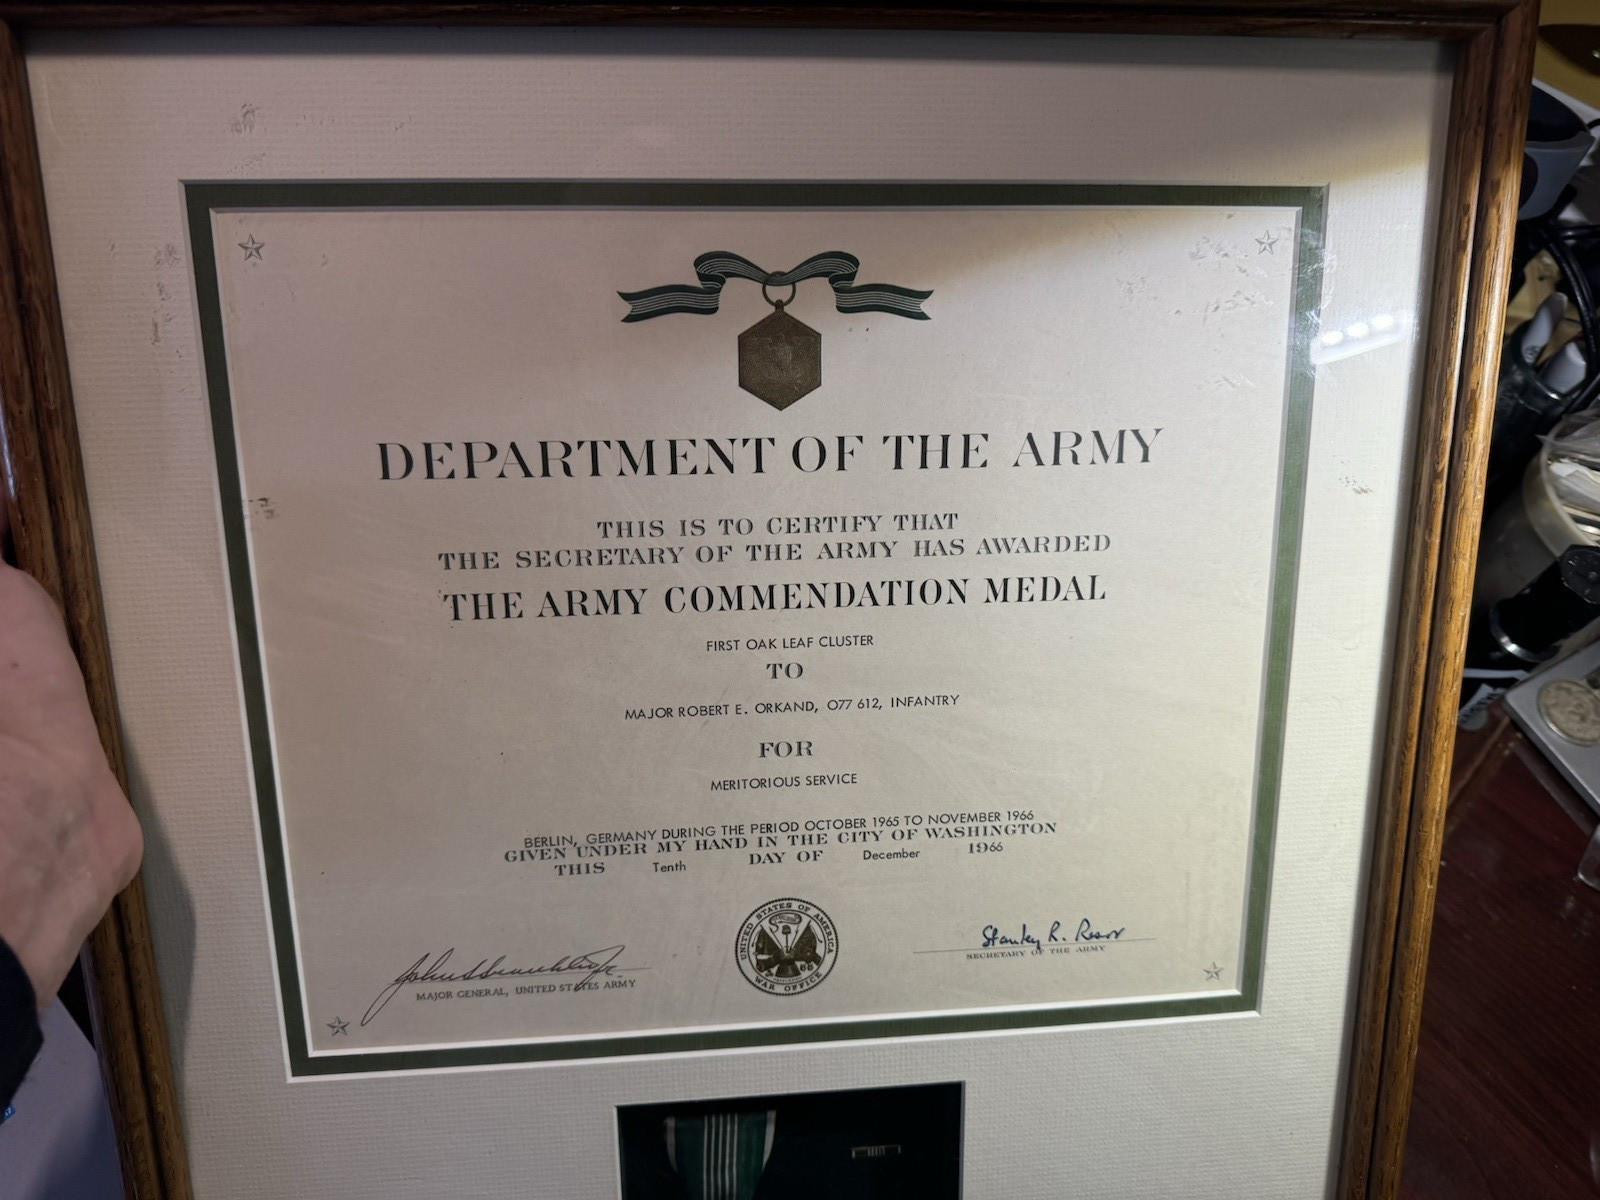 DEPARTMENT OF THE ARMY
THIS IS TO CERTIFY THAT
THE SECRETARY OF THE ARMY HAS AWARDED
THE ARMY COMMENDATION MEDAL
FIRST OAK LEAF CLUSTER
TO
MAJOR ROBERT E. ORKAND, O77 612, INFANTRY
FOR
MERITORIOUS SERVICE
BERLIN, GERMANY DURING THE PERIOD OCTOBER 1965 TO NOVEMBER 1966
GIVEN UNDER MY HAND IN THE CITY OF WASHINGTON
THIS Tenth DAY OF December 1966
UNITED STATES OF AMERICA
WAR OFFICE
Stanley R. Resor
SECRETARY OF THE ARMY
MAJOR GENERAL, UNITED STATES ARMY